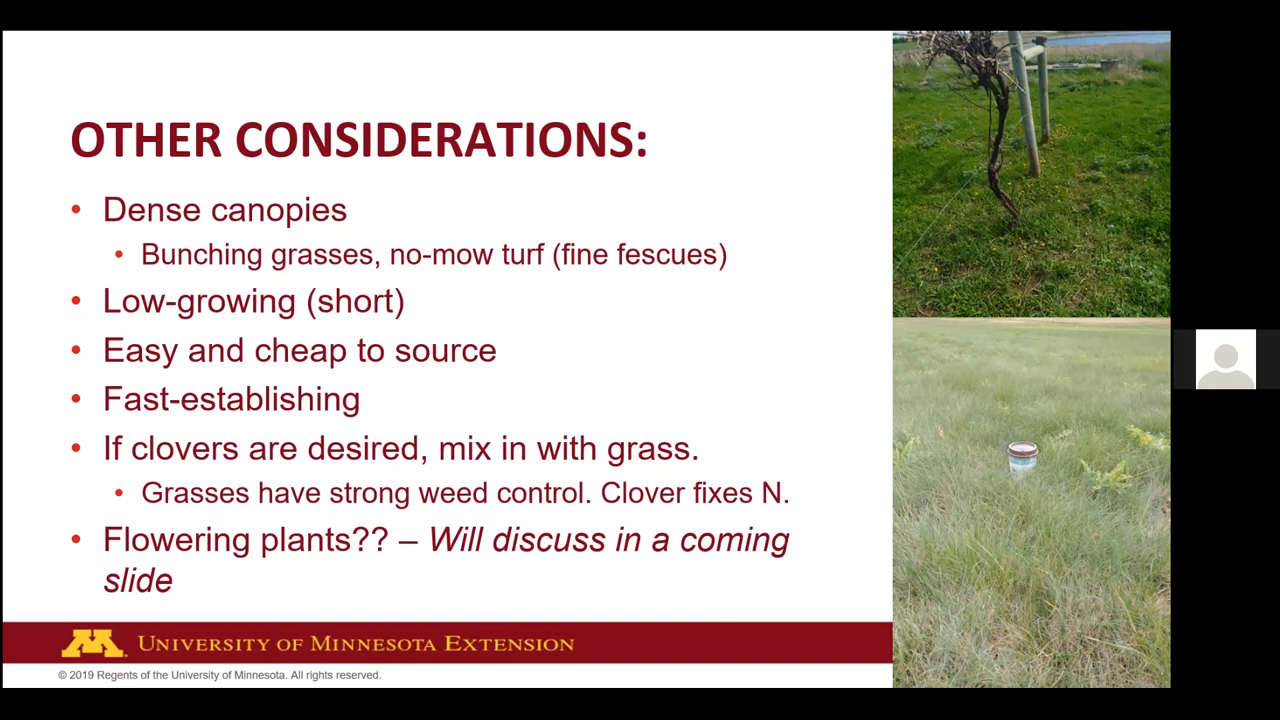 OTHER CONSIDERATIONS:
• Dense canopies
• Bunching grasses, no-mow turf (fine fescues)
• Low-growing (short)
• Easy and cheap to source
• Fast-establishing
• If clovers are desired, mix in with grass.
• Grasses have strong weed control. Clover fixes N.
• Flowering plants?? – Will discuss in a coming
slide
M
UNIVERSITY OF MINNESOTA EXTENSION
© 2019 Regents of the University of Minnesota. All rights reserved.